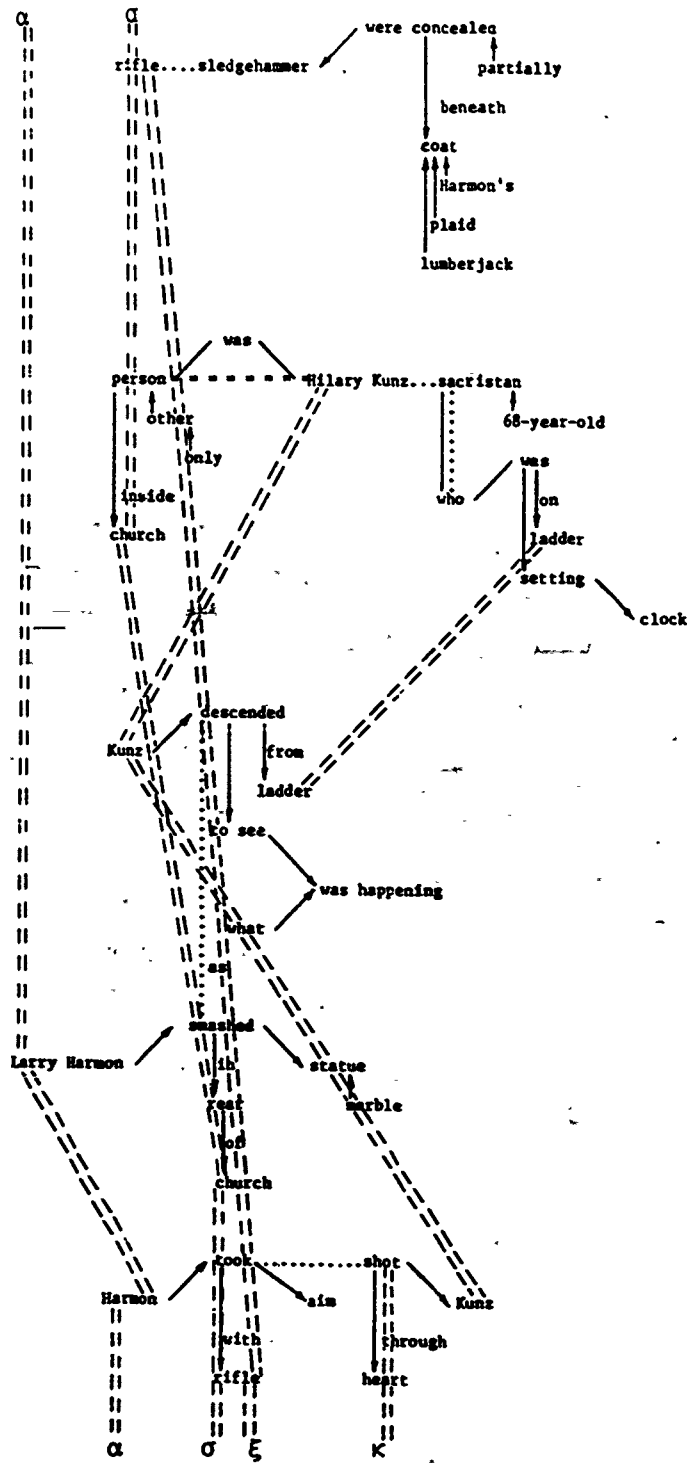 α σ
were concealed
rifle....sledgehammer
partially
beneath
coat
Harmon's
plaid
lumberjack
was
person Hilary Kunz...sacristan
other
68-year-old
only
was
inside
who
on
church
ladder
setting
clock
descended
Kunz
from
ladder
to see
was happening
what
as
smashed
Larry Harmon
statue
in
rear
marble
of
church
took shot
Harmon
aim
Kunz
with
through
rifle
heart
α σ ξ κ